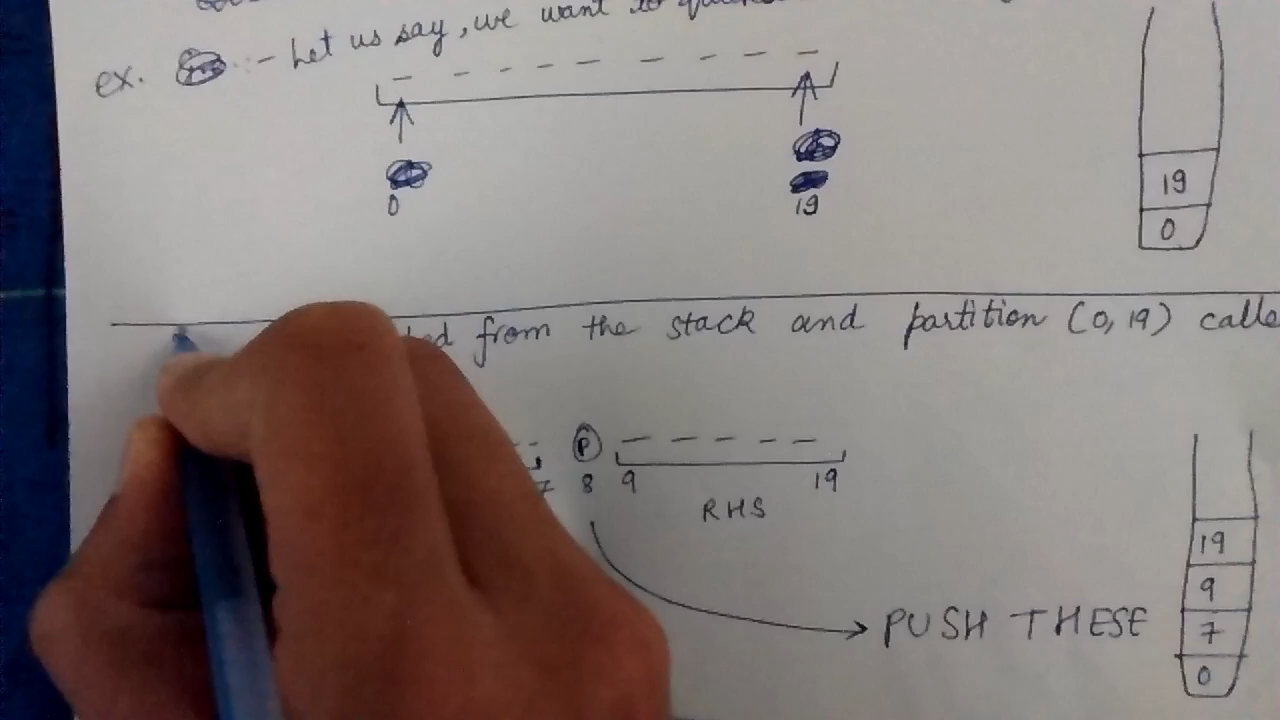 ex. :- Let us say, we want to
0 19
19
0
from the stack and partition (0, 19)
P
7 8 9 19
RHS
PUSH THESE
19
9
7
0